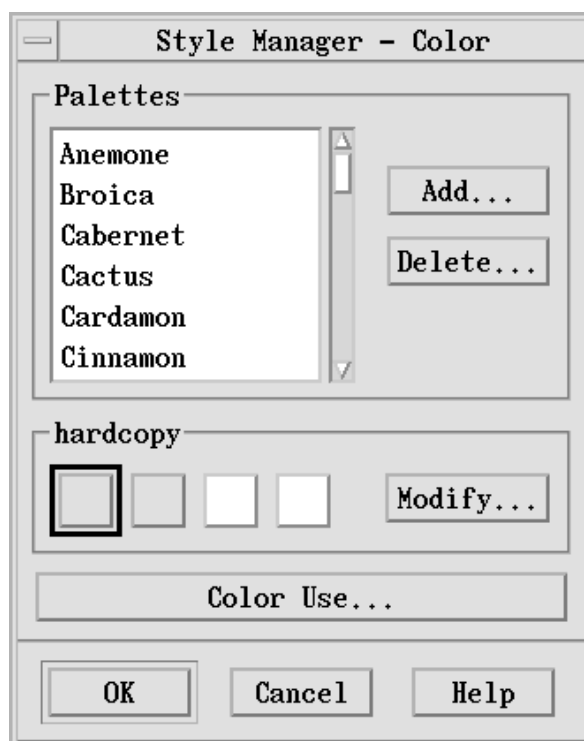 Style Manager - Color
Palettes
Anemone
Broica
Cabernet
Cactus
Cardamon
Cinnamon
Add...
Delete...
hardcopy
Modify...
Color Use...
OK Cancel Help